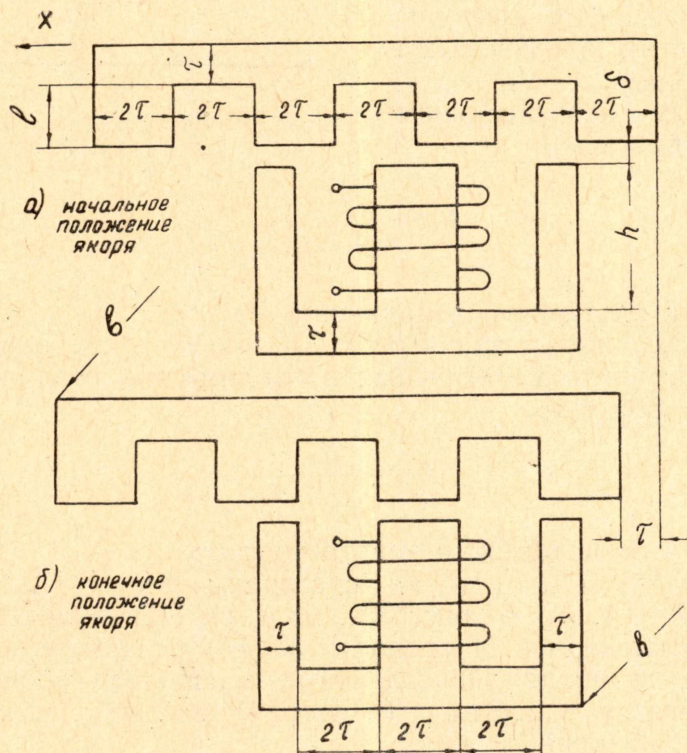 X
τ
δ
l
2τ 2τ 2τ 2τ 2τ 2τ 2τ
а) начальное
положение
якоря
h
τ
в
τ
б) конечное
положение
якоря
τ
τ
в
2τ 2τ 2τ